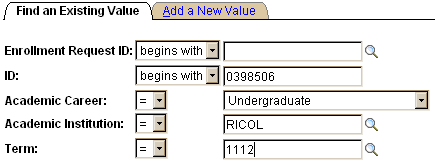 Find an Existing Value Add a New Value
Enrollment Request ID: begins with
ID: begins with 0398506
Academic Career: = Undergraduate
Academic Institution: = RICOL
Term: = 1112